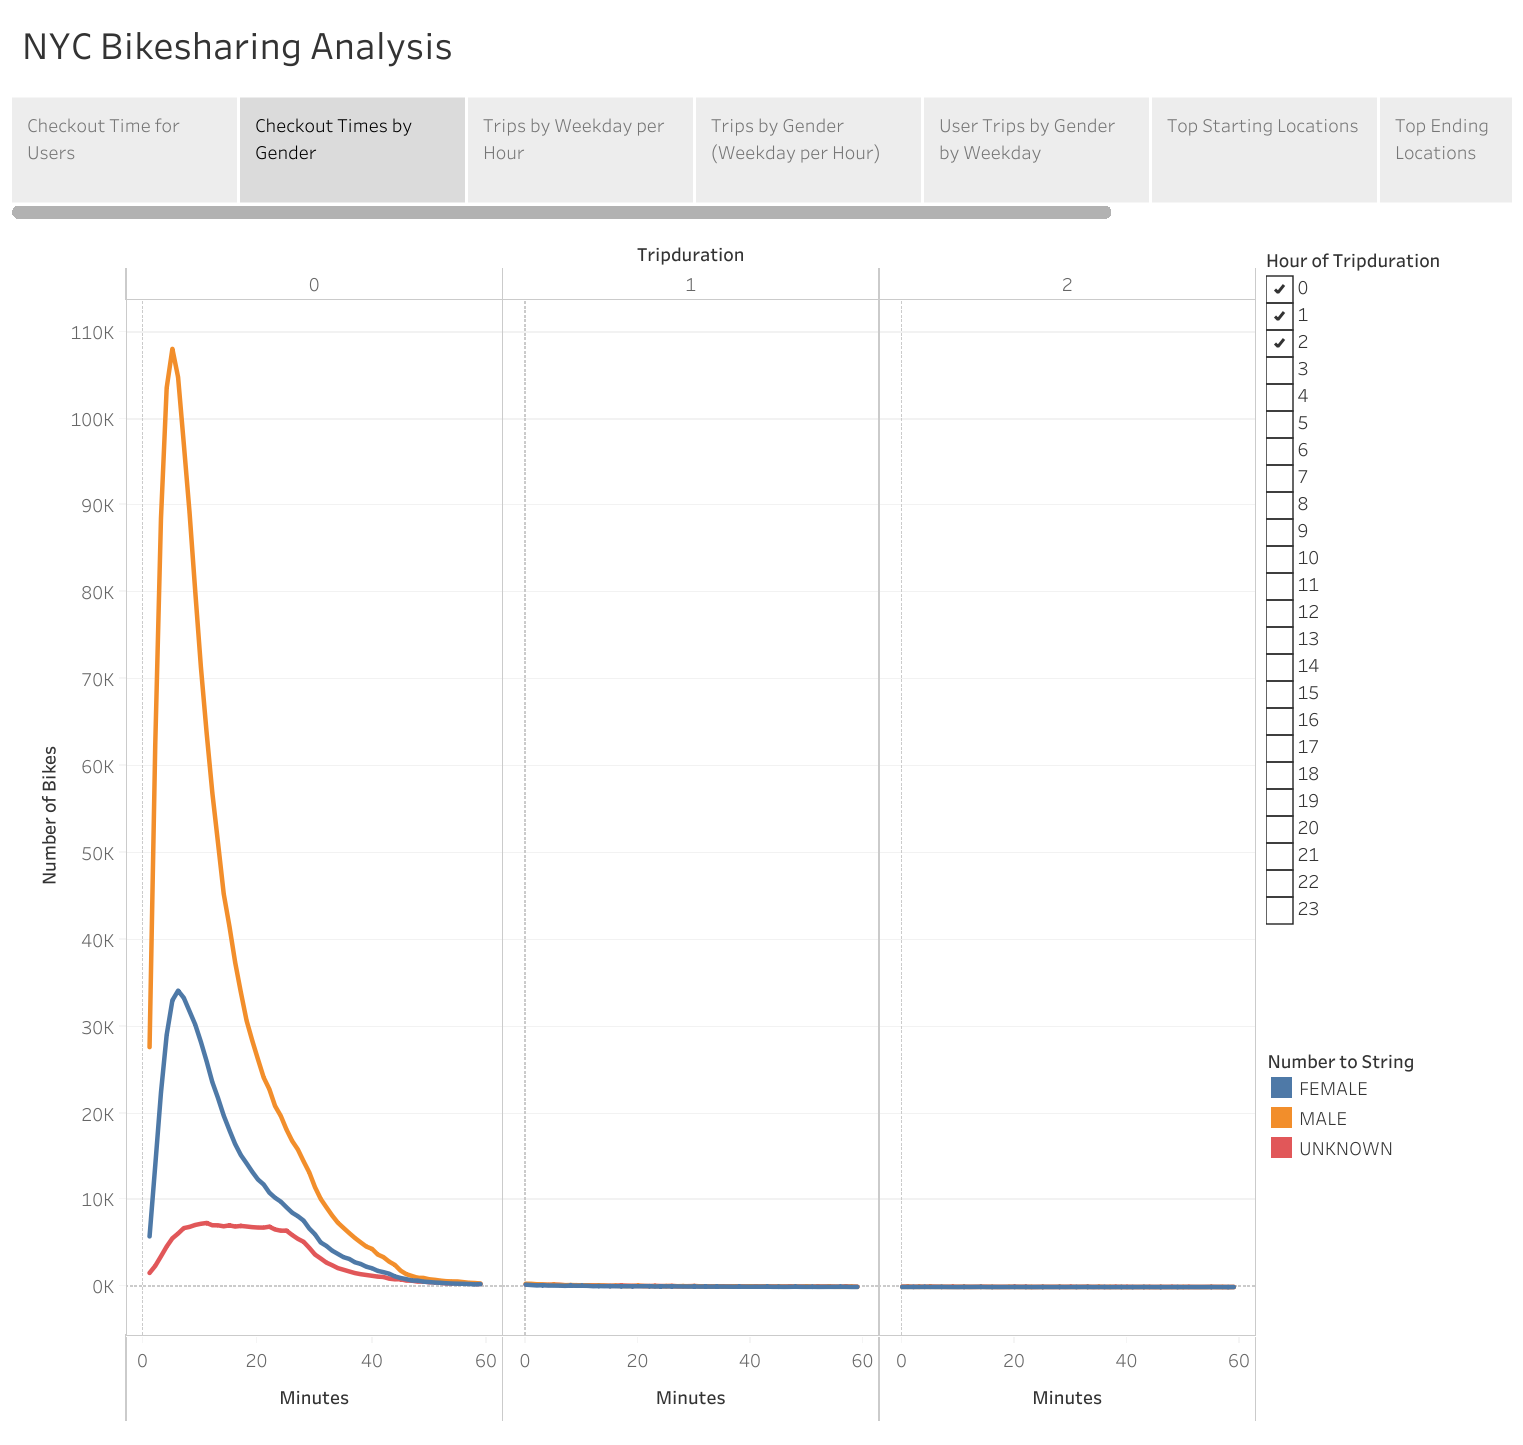 NYC Bikesharing Analysis
Checkout Time for
Users
Checkout Times by
Gender
Trips by Weekday per
Hour
Trips by Gender
(Weekday per Hour)
User Trips by Gender
by Weekday
Top Starting Locations
Top Ending
Locations
Tripduration
0
1
2
110K
100K
90K
80K
70K
60K
50K
40K
30K
20K
10K
0K
Number of Bikes
0 20 40 60
0 20 40 60
0 20 40 60
Minutes
Minutes
Minutes
Hour of Tripduration
0
1
2
3
4
5
6
7
8
9
10
11
12
13
14
15
16
17
18
19
20
21
22
23
Number to String
FEMALE
MALE
UNKNOWN